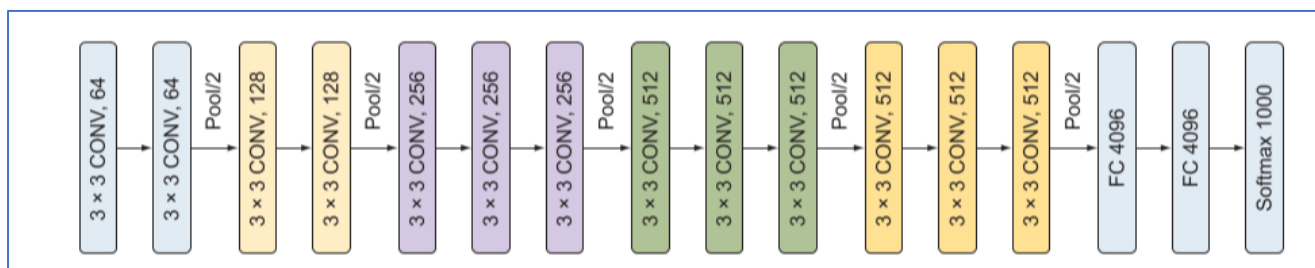 3 × 3 CONV, 64
3 × 3 CONV, 64
Pool/2
3 × 3 CONV, 128
3 × 3 CONV, 128
Pool/2
3 × 3 CONV, 256
3 × 3 CONV, 256
3 × 3 CONV, 256
Pool/2
3 × 3 CONV, 512
3 × 3 CONV, 512
3 × 3 CONV, 512
Pool/2
3 × 3 CONV, 512
3 × 3 CONV, 512
3 × 3 CONV, 512
Pool/2
FC 4096
FC 4096
Softmax 1000